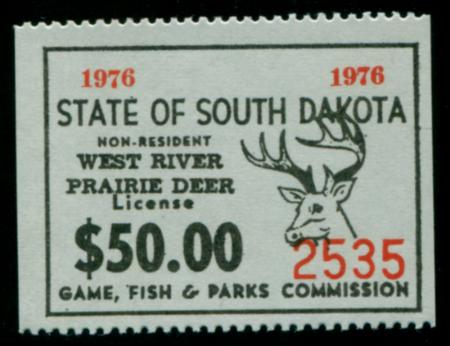 1976 1976
STATE OF SOUTH DAKOTA
NON-RESIDENT
WEST RIVER
PRAIRIE DEER
License
$50.00
2535
GAME, FISH & PARKS COMMISSION